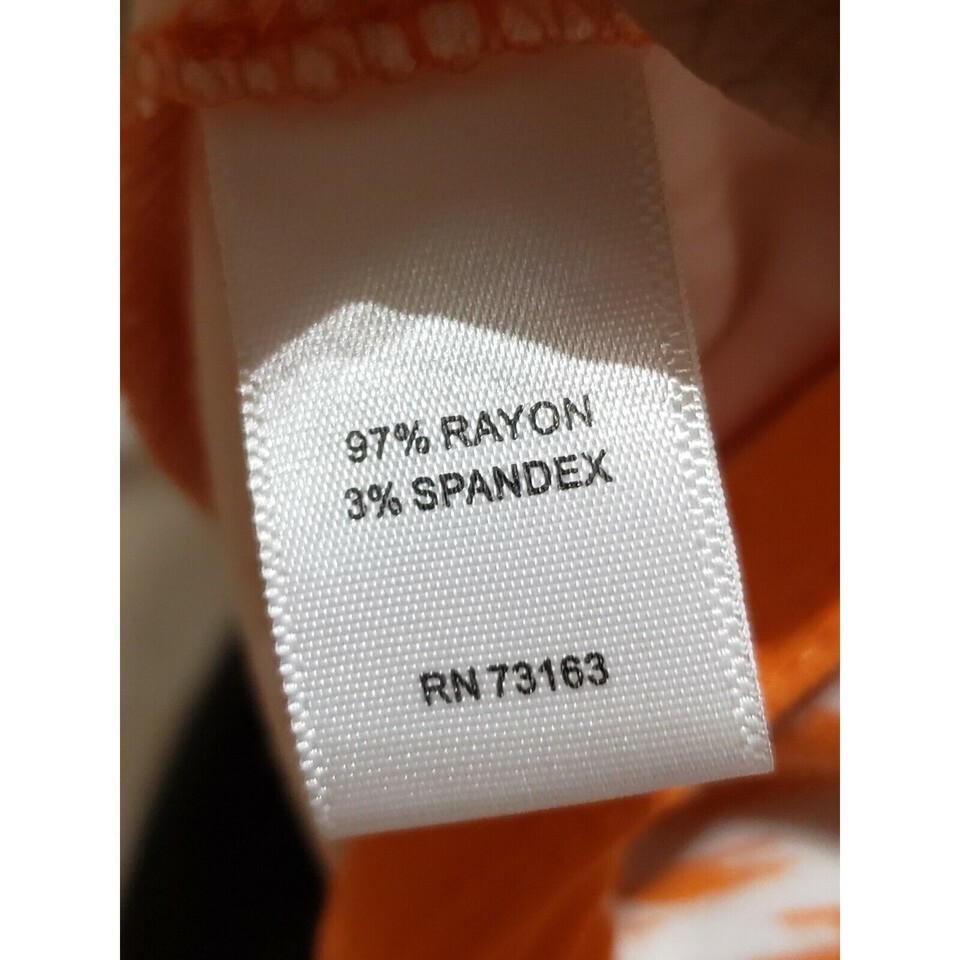 97% RAYON
3% SPANDEX
RN 73163